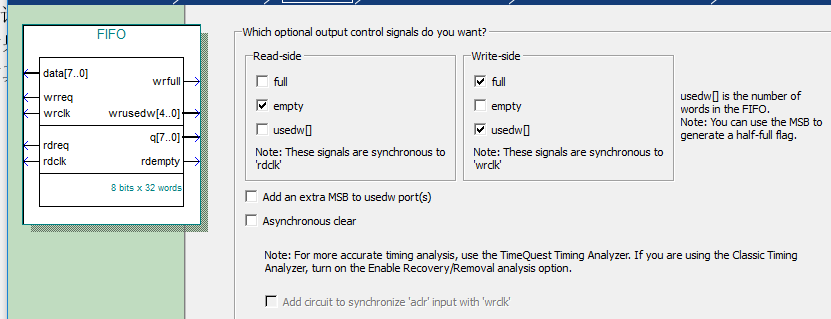 FIFO
data[7..0]
wrfull
wrreq
wrclk
wrusedw[4..0]
q[7..0]
rdreq
rdclk
rdempty
8 bits x 32 words
Which optional output control signals do you want?
Read-side
full
empty
usedw[]
Note: These signals are synchronous to
'rdclk'
Write-side
full
empty
usedw[]
Note: These signals are synchronous to
'wrclk'
usedw[] is the number of
words in the FIFO.
Note: You can use the MSB to
generate a half-full flag.
Add an extra MSB to usedw port(s)
Asynchronous clear
Note: For more accurate timing analysis, use the TimeQuest Timing Analyzer. If you are using the Classic Timing
Analyzer, turn on the Enable Recovery/Removal analysis option.
Add circuit to synchronize 'aclr' input with 'wrclk'